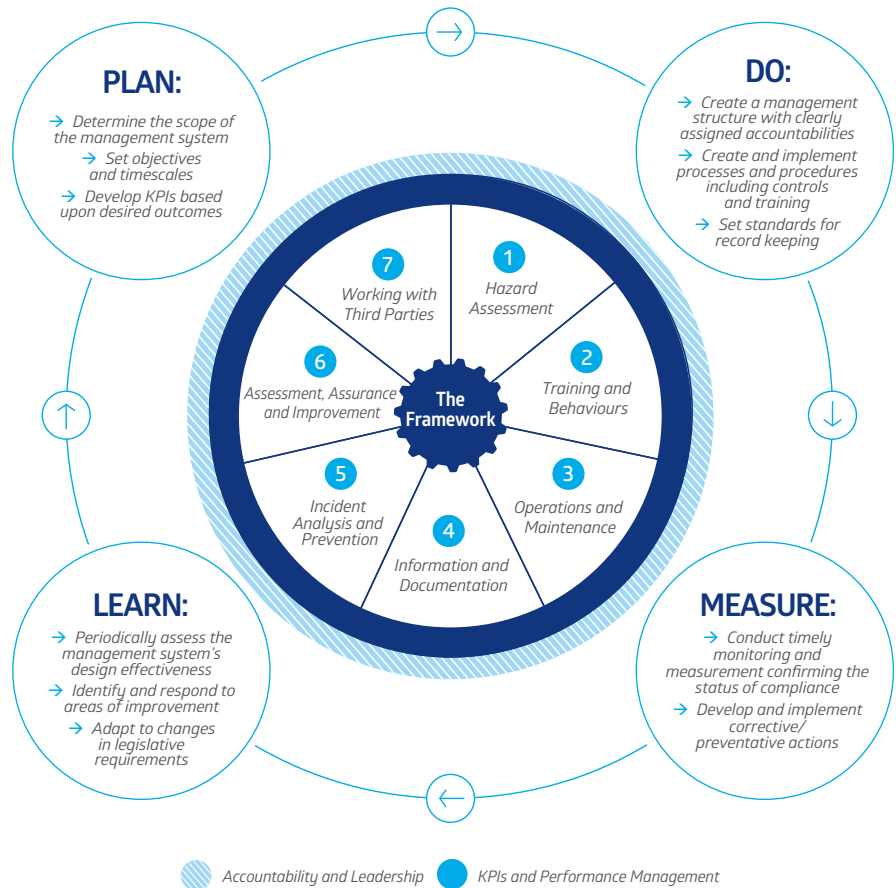 PLAN:
→ Determine the scope of
the management system
→ Set objectives
and timescales
→ Develop KPIs based
upon desired outcomes
DO:
→ Create a management
structure with clearly
assigned accountabilities
→ Create and implement
processes and procedures
including controls
and training
→ Set standards for
record keeping
1
Hazard
Assessment
2
Training and
Behaviours
3
Operations and
Maintenance
4
Information and
Documentation
5
Incident
Analysis and
Prevention
6
Assessment, Assurance
and Improvement
7
Working with
Third Parties
The
Framework
LEARN:
→ Periodically assess the
management system's
design effectiveness
→ Identify and respond to
areas of improvement
→ Adapt to changes
in legislative
requirements
MEASURE:
→ Conduct timely
monitoring and
measurement confirming the
status of compliance
→ Develop and implement
corrective/
preventative actions
Accountability and Leadership
KPIs and Performance Management